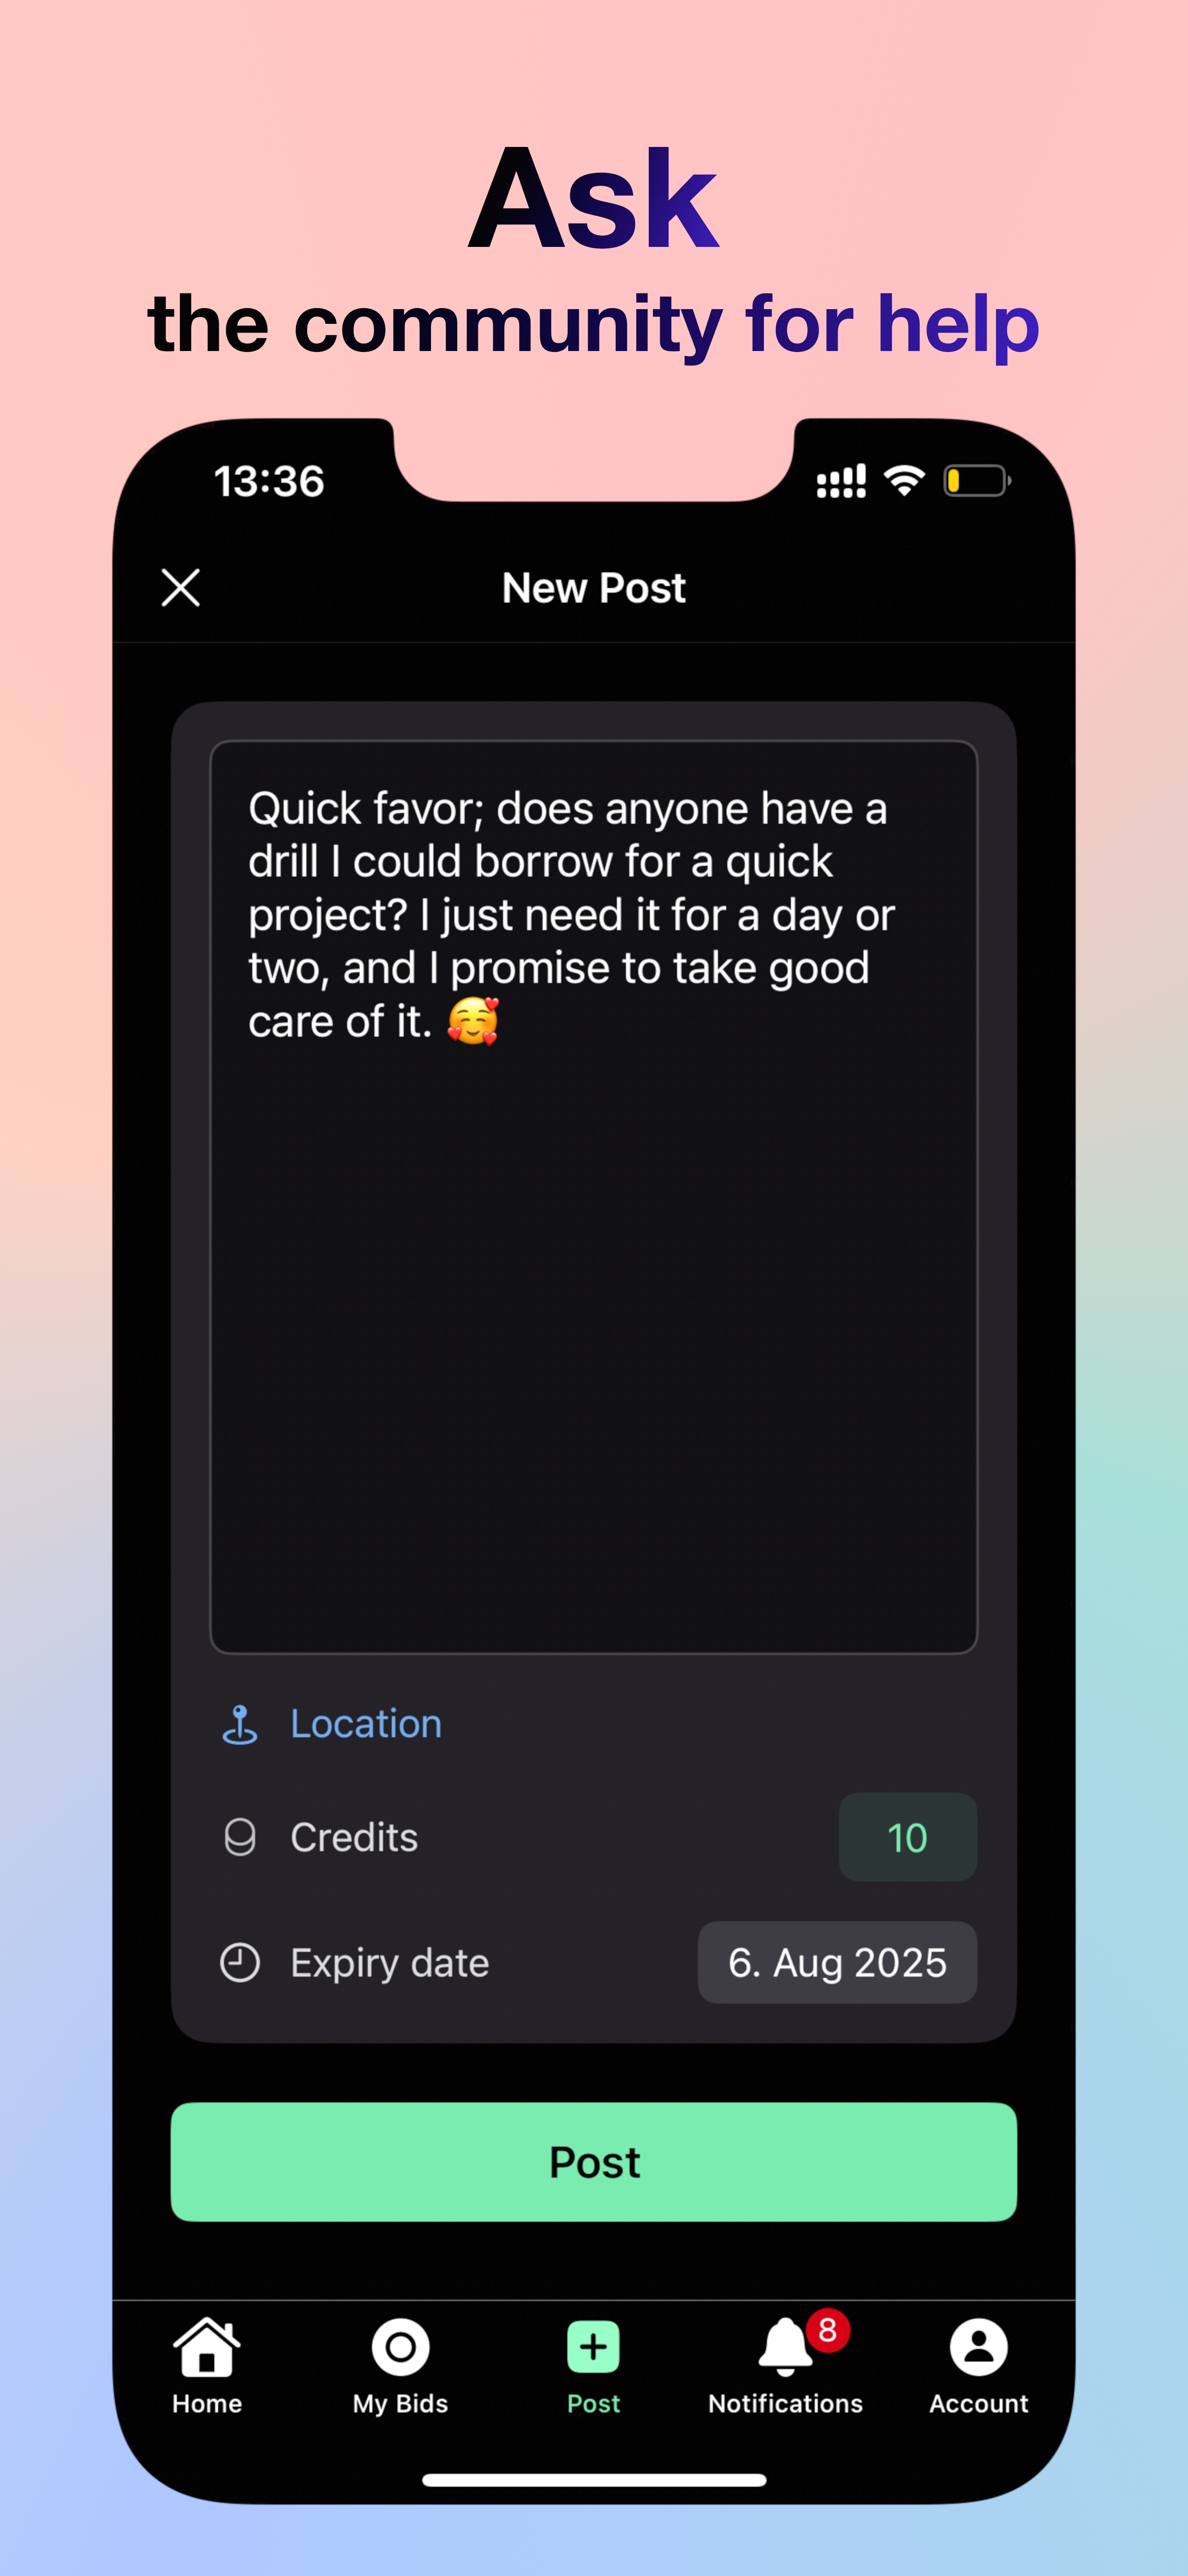 Ask
the community for help
13:36
New Post
Quick favor; does anyone have a
drill I could borrow for a quick
project? I just need it for a day or
two, and I promise to take good
care of it. 🥰
Location
Credits
10
Expiry date
6. Aug 2025
Post
8
Home
My Bids
Post
Notifications
Account